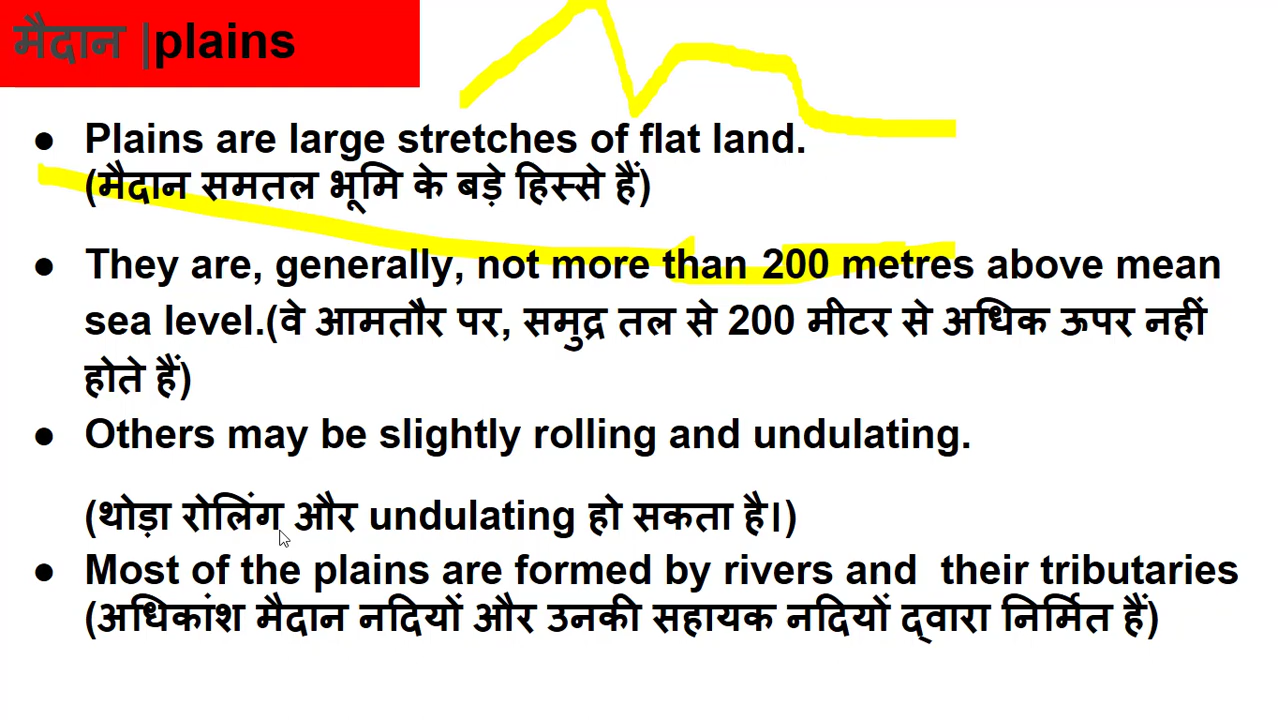 मैदान |plains
● Plains are large stretches of flat land.
(मैदान समतल भूमि के बड़े हिस्से हैं)
● They are, generally, not more than 200 metres above mean
sea level.(वे आमतौर पर, समुद्र तल से 200 मीटर से अधिक ऊपर नहीं
होते हैं)
● Others may be slightly rolling and undulating.
(थोड़ा रोलिंग और undulating हो सकता है।)
● Most of the plains are formed by rivers and their tributaries
(अधिकांश मैदान नदियों और उनकी सहायक नदियों द्वारा निर्मित हैं)